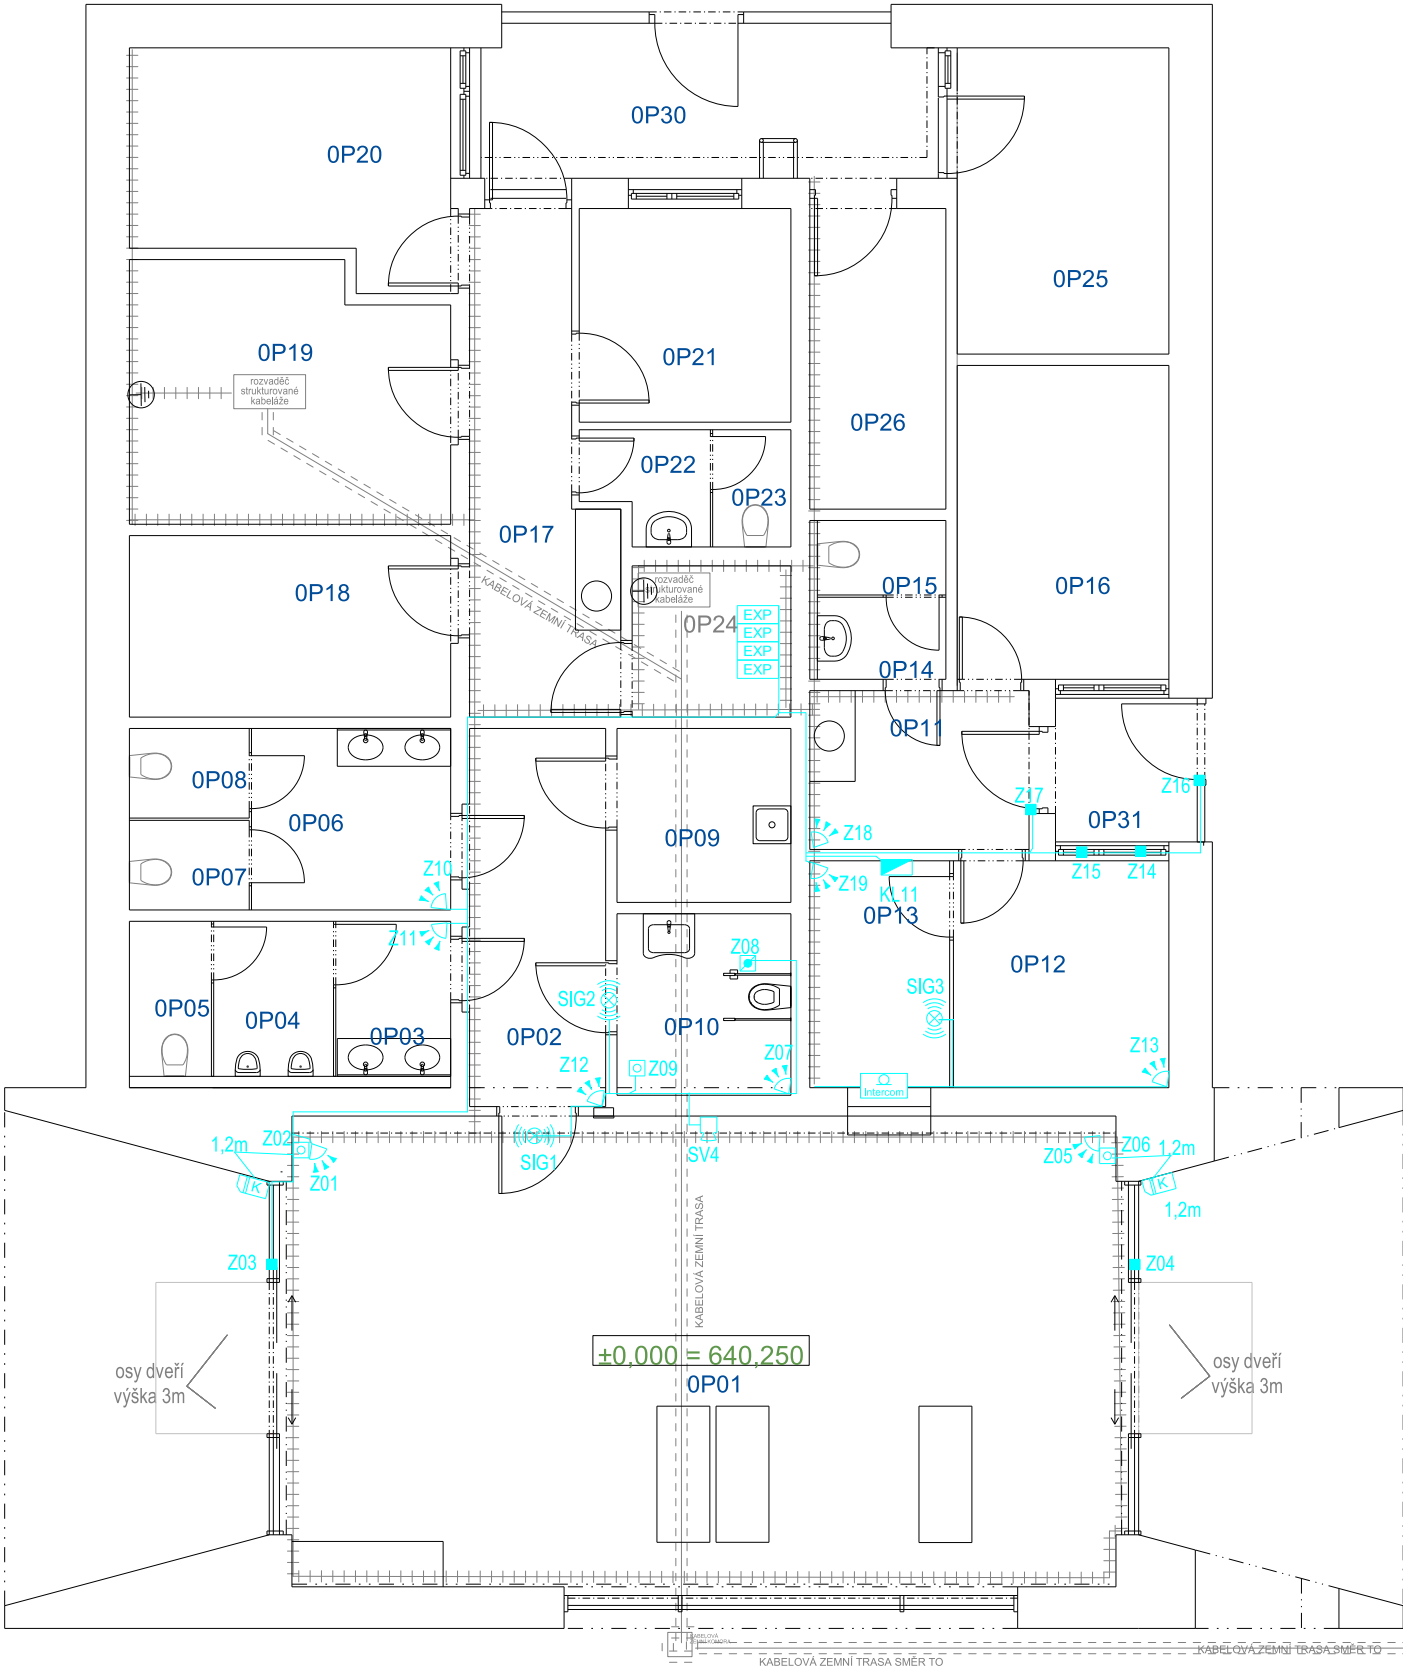 0P30
0P20
0P25
0P19
0P21
rozvaděč
strukturované
kabeláže
0P26
0P22
0P23
0P17
0P18
KABELOVÁ ZEMNÍ TRASA
rozvaděč
strukturované
kabeláže
0P24
EXP
EXP
EXP
EXP
0P15
0P16
0P14
0P11
0P08
0P06
0P07
0P09
Z16
Z17
0P31
Z18
Z15
Z14
Z10
Z19
KL11
0P13
Z11
Z08
0P12
0P05
0P04
0P03
0P02
SIG2
SIG3
0P10
Z12
Z09
Z07
Z13
Intercom
1,2m
Z02
Z01
SIG1
SV4
Z05
Z06
1,2m
K
K
1,2m
Z03
Z04
KABELOVÁ ZEMNÍ TRASA
±0,000 = 640,250
0P01
osy dveří
výška 3m
osy dveří
výška 3m
KABELOVÁ
KABELOVÁ ZEMNÍ TRASA SMĚR TO
KABELOVÁ ZEMNÍ TRASA SMĚR TO